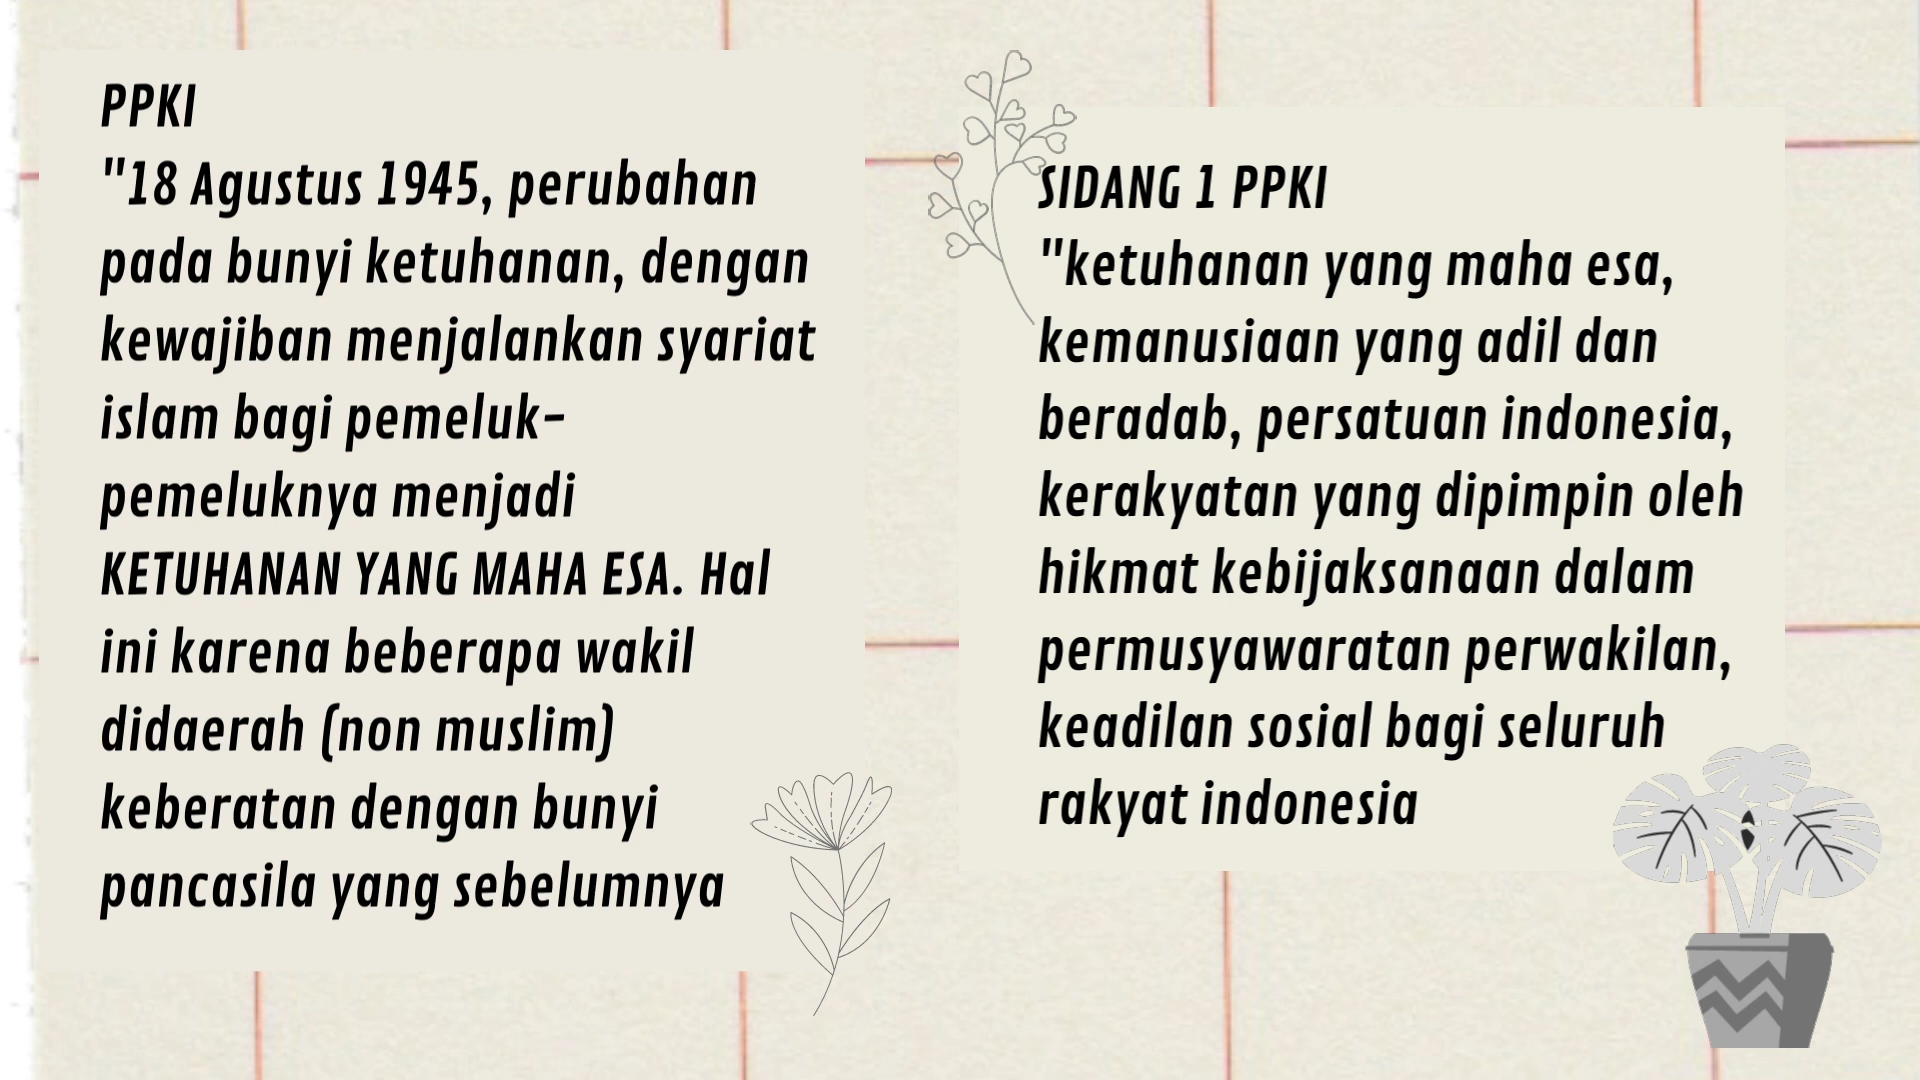 PPKI
"18 Agustus 1945, perubahan
pada bunyi ketuhanan, dengan
kewajiban menjalankan syariat
islam bagi pemeluk-
pemeluknya menjadi
KETUHANAN YANG MAHA ESA. Hal
ini karena beberapa wakil
didaerah (non muslim)
keberatan dengan bunyi
pancasila yang sebelumnya
SIDANG 1 PPKI
"ketuhanan yang maha esa,
kemanusiaan yang adil dan
beradab, persatuan indonesia,
kerakyatan yang dipimpin oleh
hikmat kebijaksanaan dalam
permusyawaratan perwakilan,
keadilan sosial bagi seluruh
rakyat indonesia